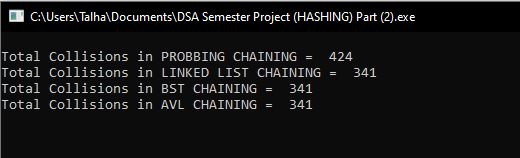 C:\Users\Talha\Documents\DSA Semester Project (HASHING) Part (2).exe
Total Collisions in PROBBING CHAINING =  424
Total Collisions in LINKED LIST CHAINING =  341
Total Collisions in BST CHAINING =  341
Total Collisions in AVL CHAINING =  341